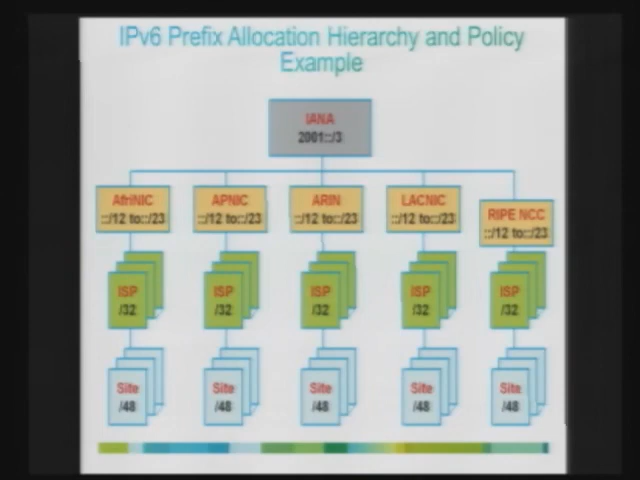 IPv6 Prefix Allocation Hierarchy and Policy
Example
IANA
2001::/3
AfriNIC
::/12 to::/23
APNIC
::/12 to::/23
ARIN
::/12 to::/23
LACNIC
::/12 to::/23
RIPE NCC
::/12 to::/23
ISP
/32
ISP
/32
ISP
/32
ISP
/32
ISP
/32
Site
/48
Site
/48
Site
/48
Site
/48
Site
/48